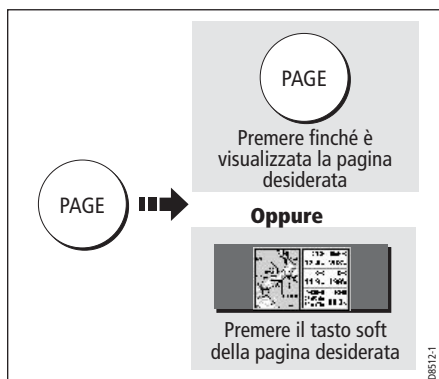 PAGE
Premere finché è
visualizzata la pagina
desiderata
PAGE
Oppure
Premere il tasto soft
della pagina desiderata
D8512-1